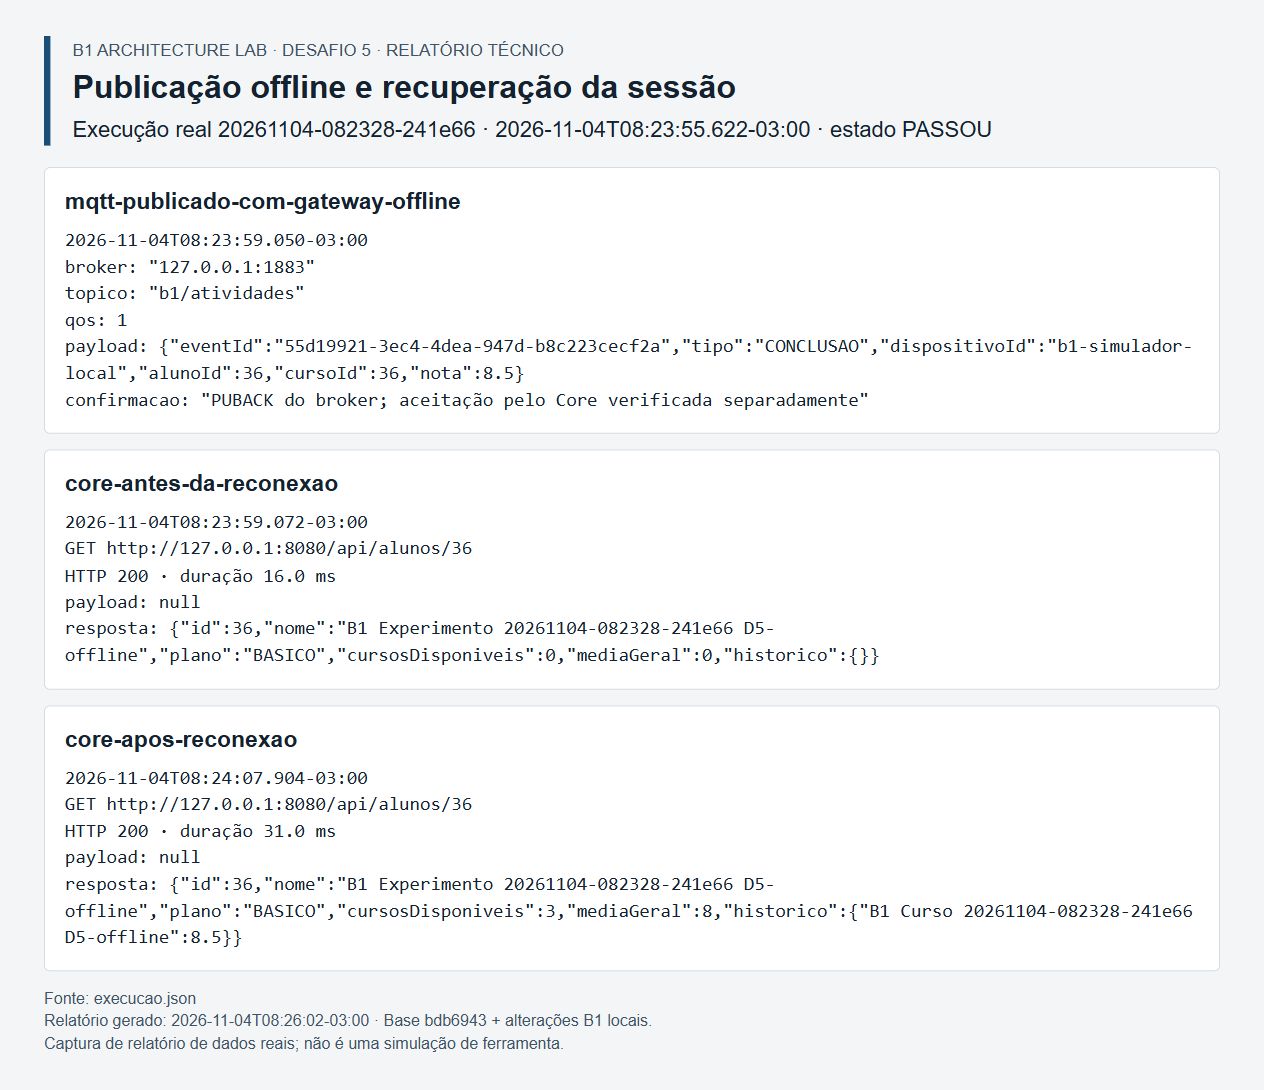 B1 ARCHITECTURE LAB · DESAFIO 5 · RELATÓRIO TÉCNICO
Publicação offline e recuperação da sessão
Execução real 20261104-082328-241e66 · 2026-11-04T08:23:55.622-03:00 · estado PASSOU
mqtt-publicado-com-gateway-offline
2026-11-04T08:23:59.050-03:00
broker: "127.0.0.1:1883"
topico: "b1/atividades"
qos: 1
payload: {"eventId":"55d19921-3ec4-4dea-947d-b8c223cecf2a","tipo":"CONCLUSAO","dispositivoId":"b1-simulador-
local","alunoId":36,"cursoId":36,"nota":8.5}
confirmacao: "PUBACK do broker; aceitação pelo Core verificada separadamente"
core-antes-da-reconexao
2026-11-04T08:23:59.072-03:00
GET http://127.0.0.1:8080/api/alunos/36
HTTP 200 · duração 16.0 ms
payload: null
resposta: {"id":36,"nome":"B1 Experimento 20261104-082328-241e66 D5-
offline","plano":"BASICO","cursosDisponiveis":0,"mediaGeral":0,"historico":{}}
core-apos-reconexao
2026-11-04T08:24:07.904-03:00
GET http://127.0.0.1:8080/api/alunos/36
HTTP 200 · duração 31.0 ms
payload: null
resposta: {"id":36,"nome":"B1 Experimento 20261104-082328-241e66 D5-
offline","plano":"BASICO","cursosDisponiveis":3,"mediaGeral":8,"historico":{"B1 Curso 20261104-082328-241e66
D5-offline":8.5}}
Fonte: execucao.json
Relatório gerado: 2026-11-04T08:26:02-03:00 · Base bdb6943 + alterações B1 locais.
Captura de relatório de dados reais; não é uma simulação de ferramenta.